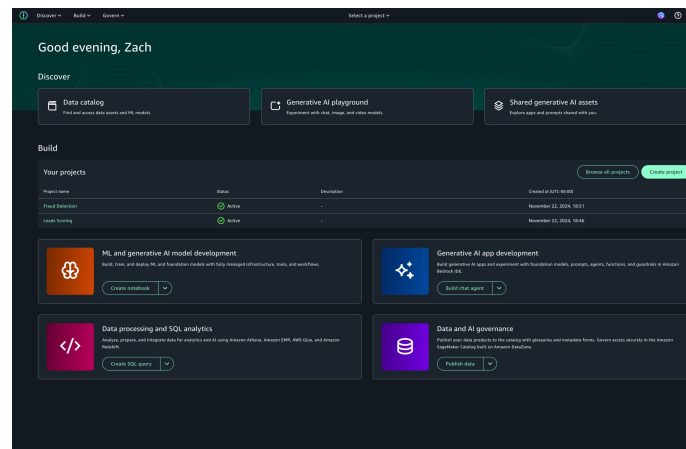 Discover
Build
Govern
Select a project
Good evening, Zach
Discover
Data catalog
Find and access data assets and ML models.
Generative AI playground
Experiment with chat, image, and video models.
Shared generative AI assets
Explore apps and prompts shared with you.
Build
Your projects
Browse all projects
Create project
Project name
Status
Description
Created at (UTC-06:00)
Fraud Detection
Active
-
November 22, 2024, 18:51
Leads Scoring
Active
-
November 22, 2024, 18:46
ML and generative AI model development
Build, train, and deploy ML and foundation models with fully managed infrastructure, tools, and workflows.
Create notebook
Generative AI app development
Build generative AI apps and experiment with foundation models, prompts, agents, functions, and guardrails in Amazon
Bedrock IDE.
Build chat agent
</>
Data processing and SQL analytics
Analyze, prepare, and integrate data for analytics and AI using Amazon Athena, Amazon EMR, AWS Glue, and Amazon
Redshift.
Create SQL query
Data and AI governance
Publish your data products to the catalog with glossaries and metadata forms. Govern access securely in the Amazon
SageMaker Catalog built on Amazon DataZone.
Publish data